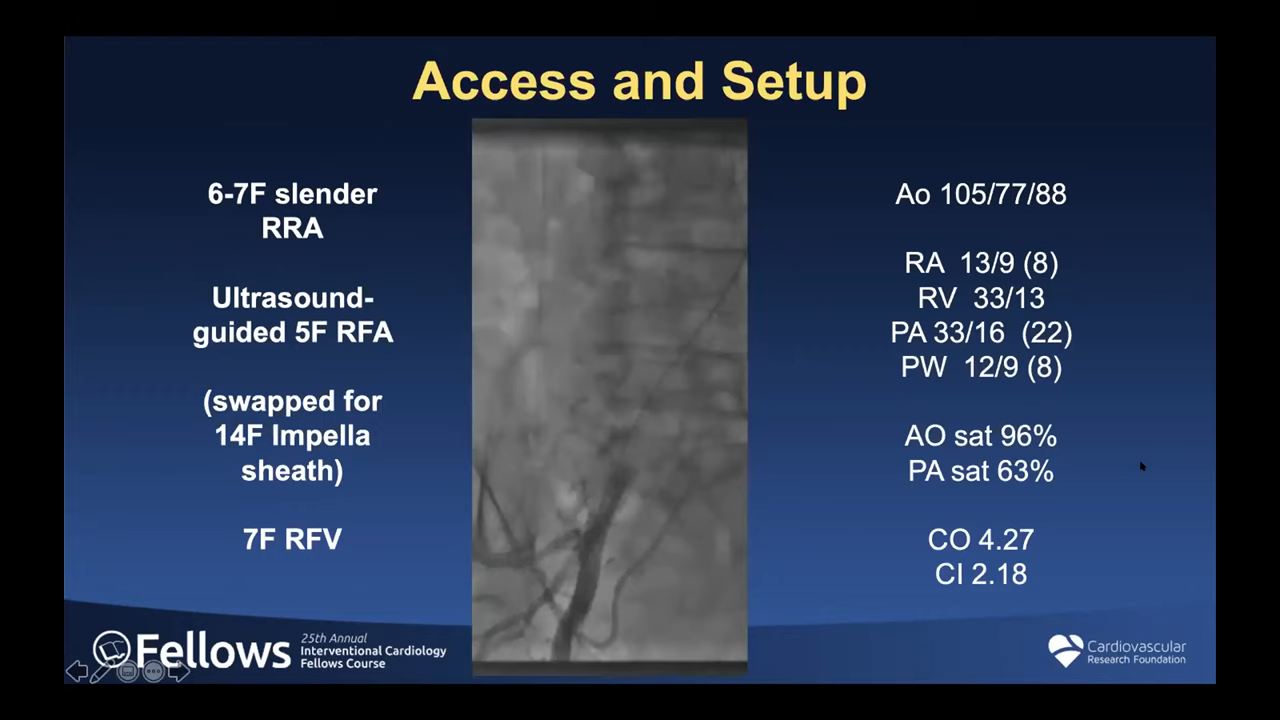 Access and Setup
6-7F slender
RRA
Ultrasound-
guided 5F RFA
(swapped for
14F Impella
sheath)
7F RFV
Ao 105/77/88
RA 13/9 (8)
RV 33/13
PA 33/16 (22)
PW 12/9 (8)
AO sat 96%
PA sat 63%
CO 4.27
CI 2.18
Fellows
25th Annual
Interventional Cardiology
Fellows Course
Cardiovascular
Research Foundation